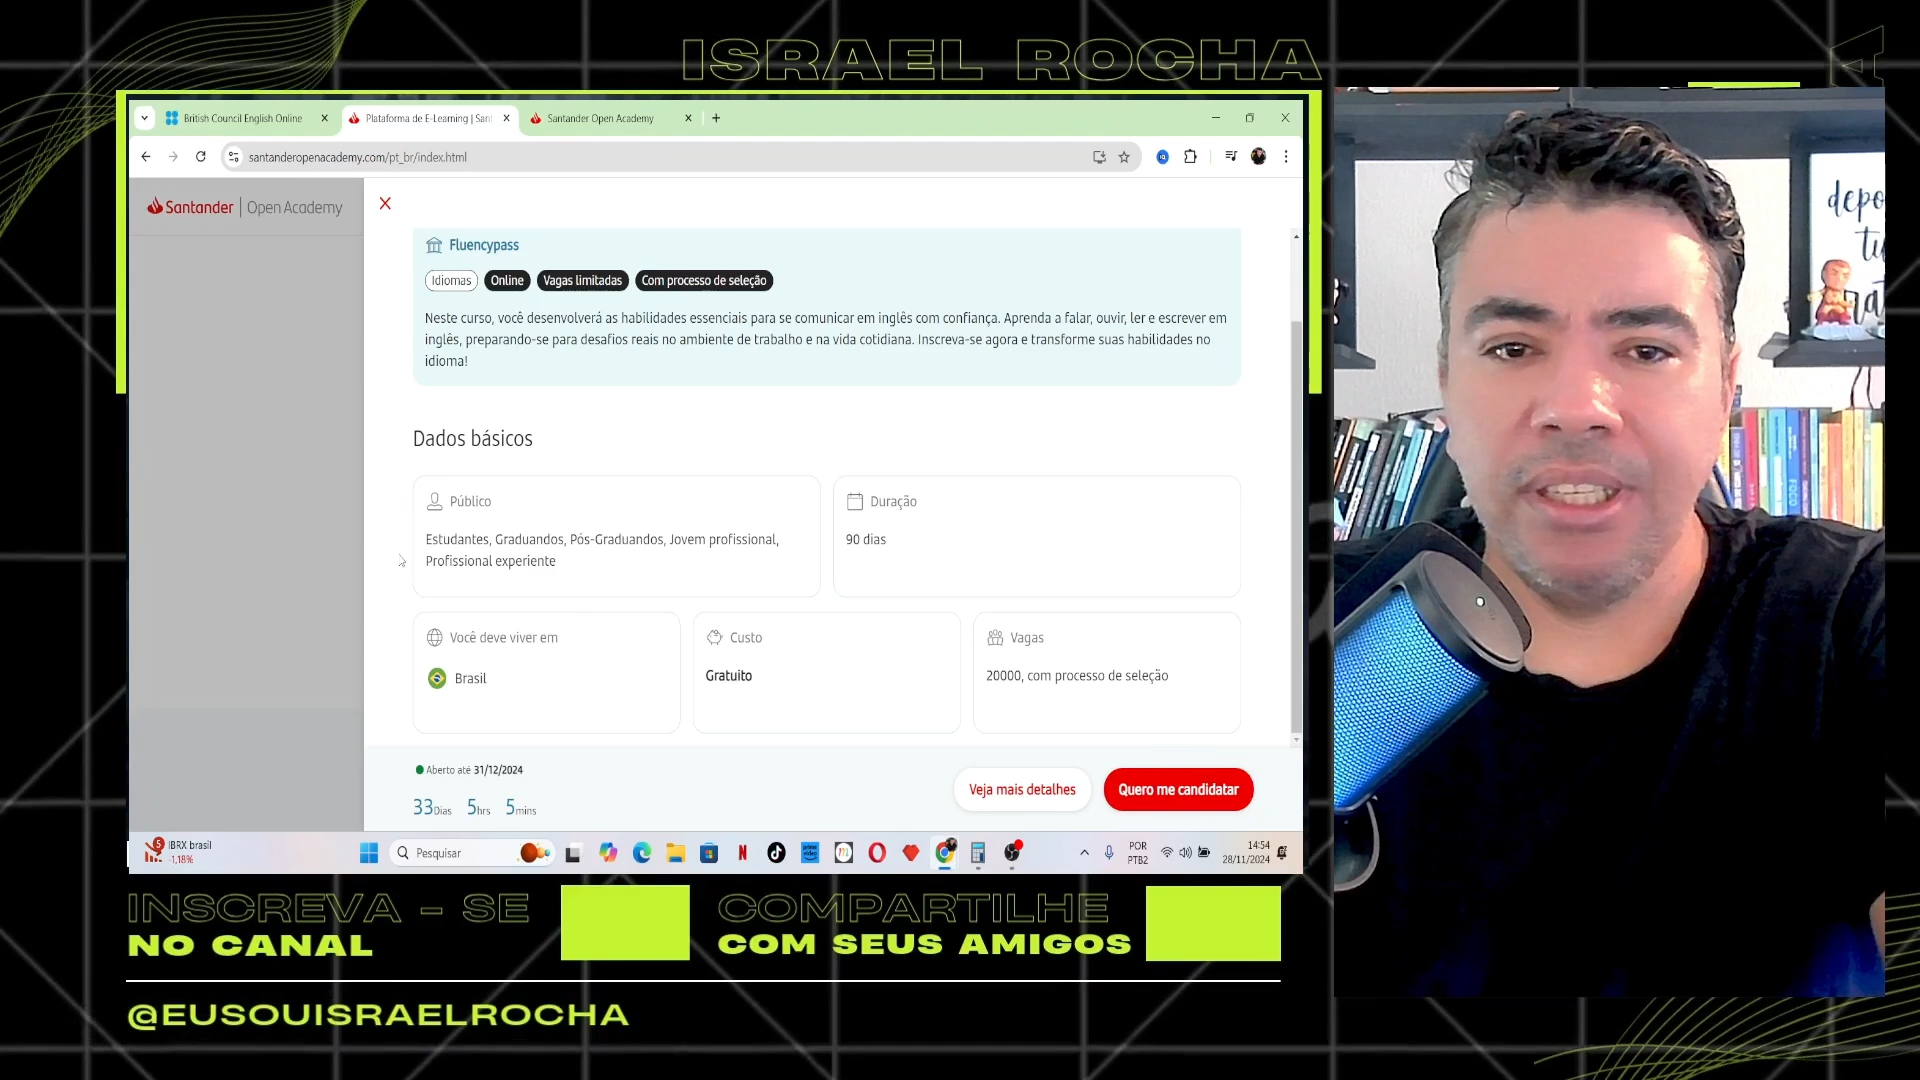 ISRAEL ROCHA
British Council English Online
Plataforma de E-Learning | San
Santander Open Academy
santanderopenacademy.com/pt_br/index.html
Santander | Open Academy
Fluencypass
Idiomas
Online
Vagas limitadas
Com processo de seleção
Neste curso, você desenvolverá as habilidades essenciais para se comunicar em inglês com confiança. Aprenda a falar, ouvir, ler e escrever em
inglês, preparando-se para desafios reais no ambiente de trabalho e na vida cotidiana. Inscreva-se agora e transforme suas habilidades no
idioma!
Dados básicos
Público
Estudantes, Graduandos, Pós-Graduandos, Jovem profissional,
Profissional experiente
Duração
90 dias
Você deve viver em
Brasil
Custo
Gratuito
Vagas
20000, com processo de seleção
Aberto até 31/12/2024
33Dias 5hrs 5mins
Veja mais detalhes
Quero me candidatar
5
IBRX brasil
-1,18%
Pesquisar
POR
PTB2
14:54
28/11/2024
depo
tu
FOCO
INSCREVA - SE
NO CANAL
COMPARTILHE
COM SEUS AMIGOS
@EUSOUISRAELROCHA